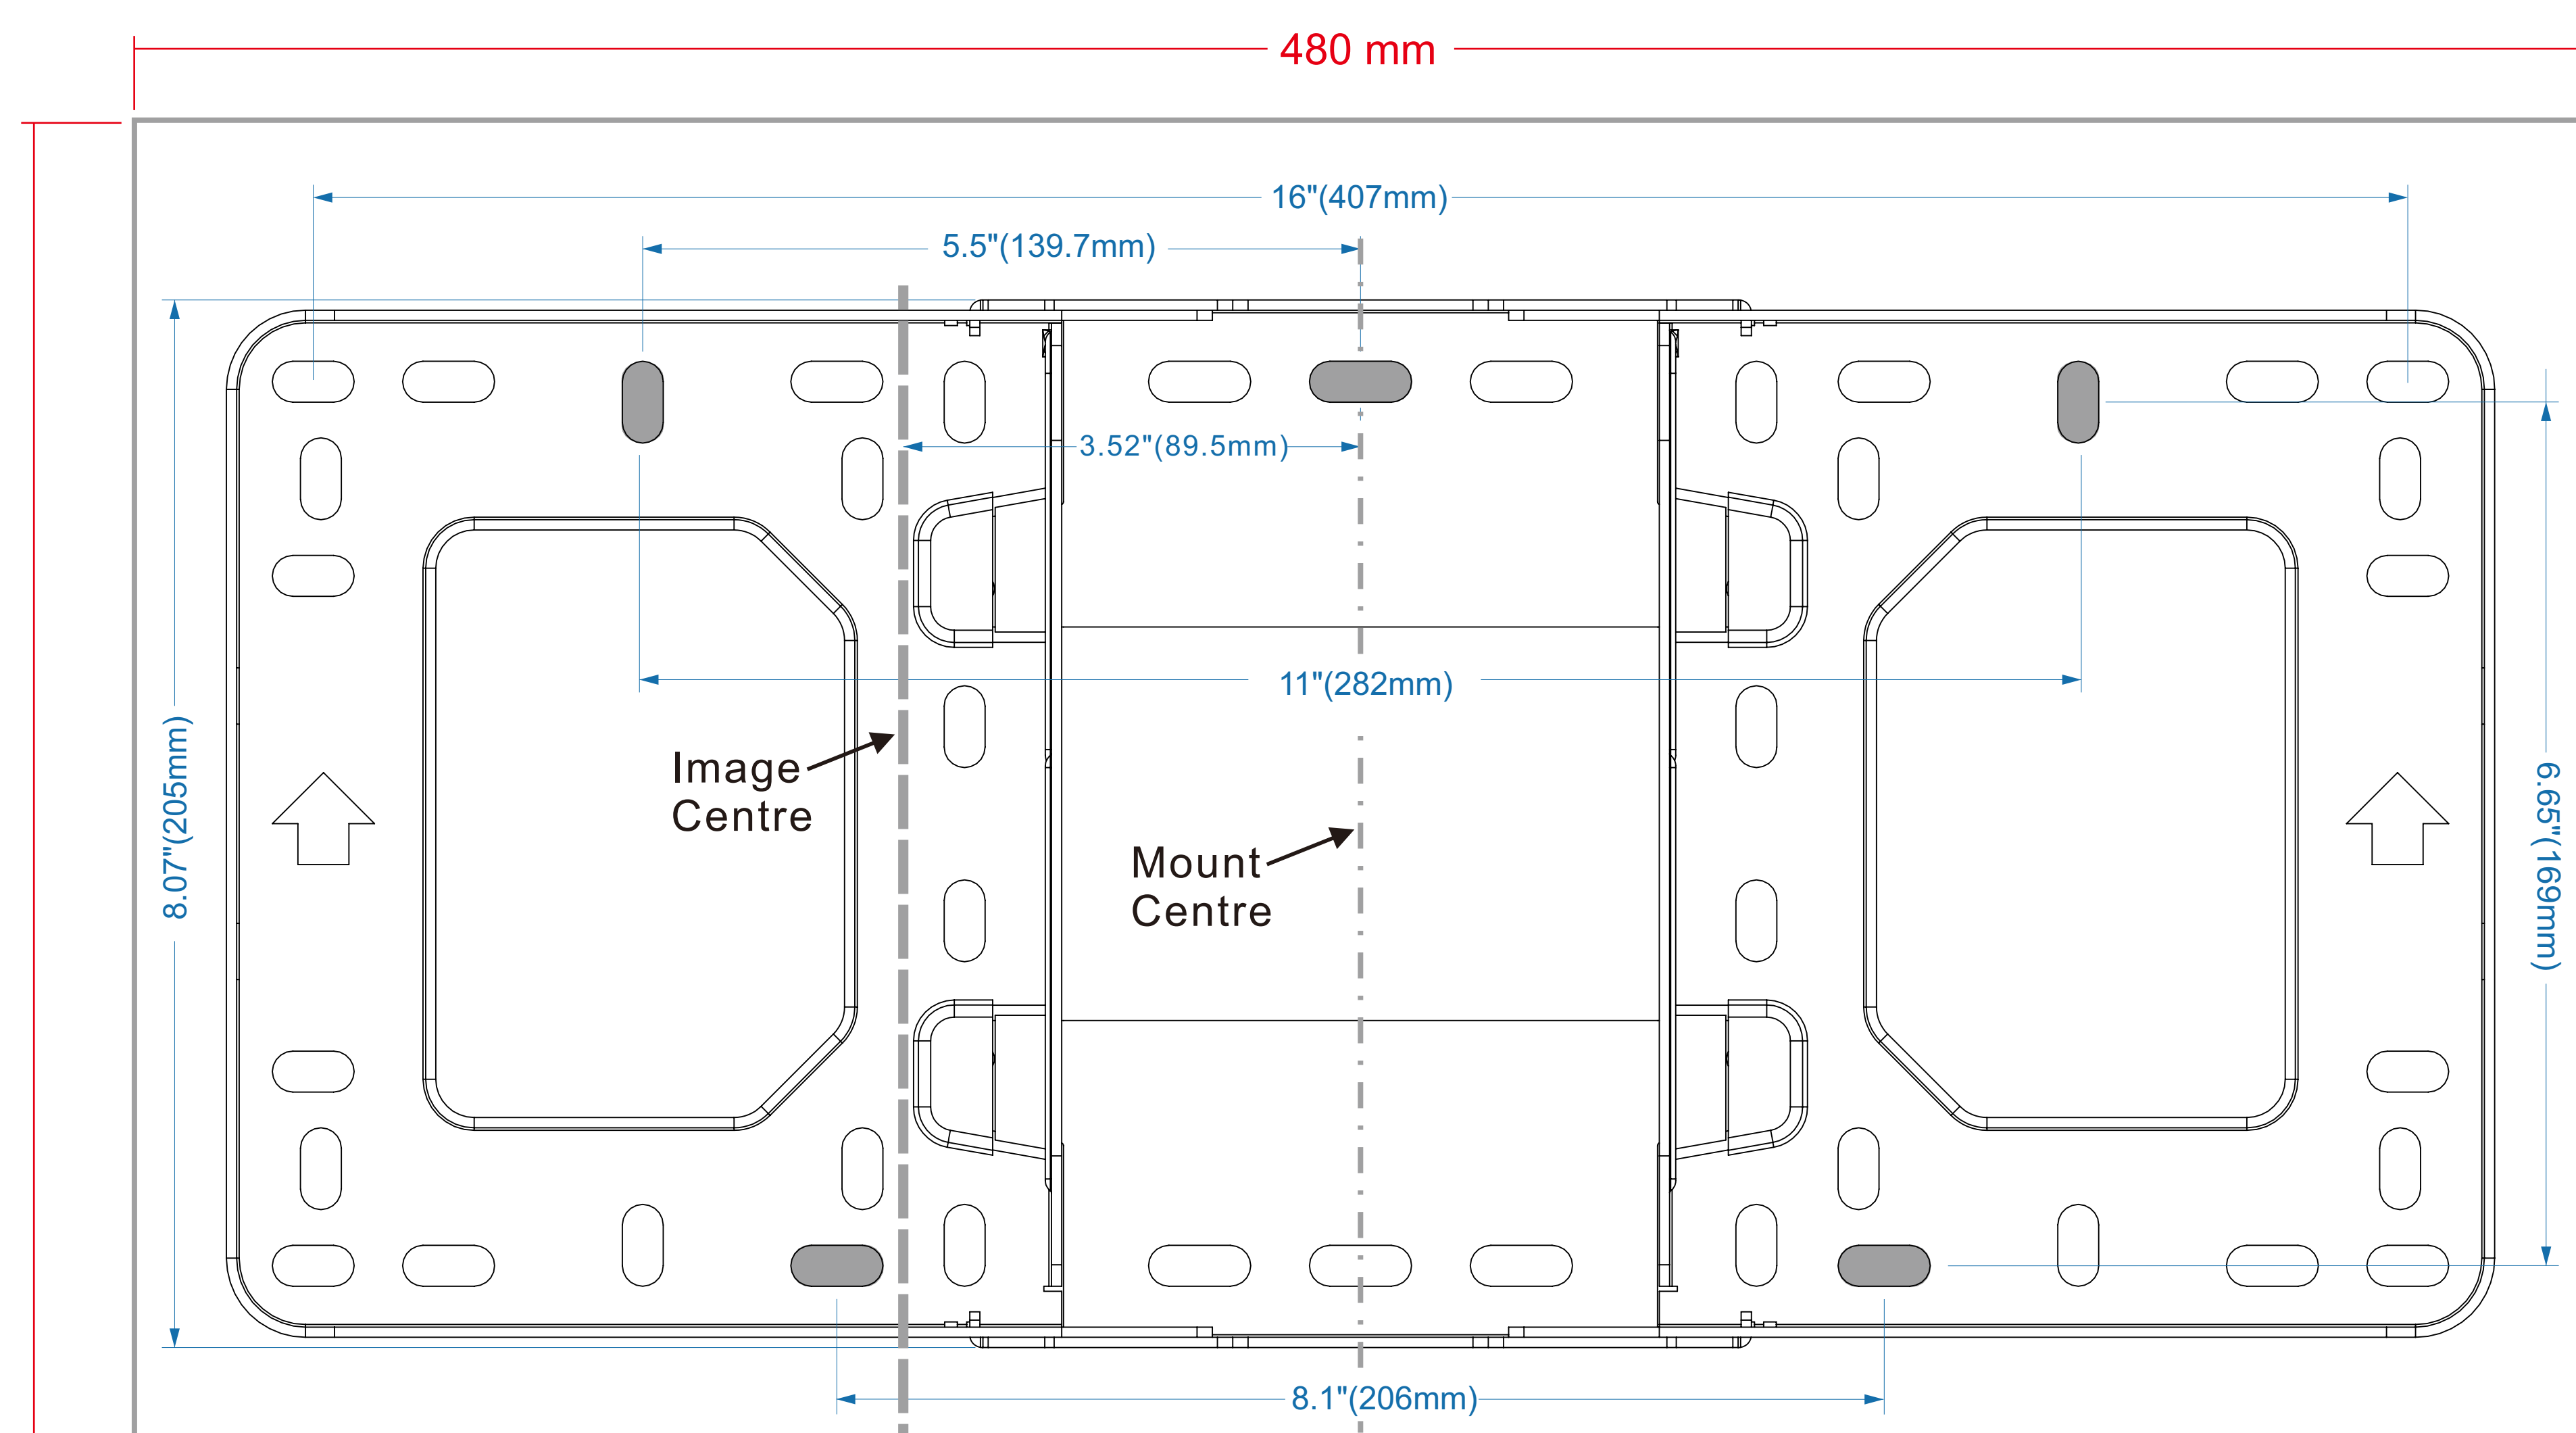 480 mm
16"(407mm)
5.5"(139.7mm)
3.52"(89.5mm)
11"(282mm)
Image
Centre
Mount
Centre
8.07"(205mm)
6.65"(169mm)
8.1"(206mm)